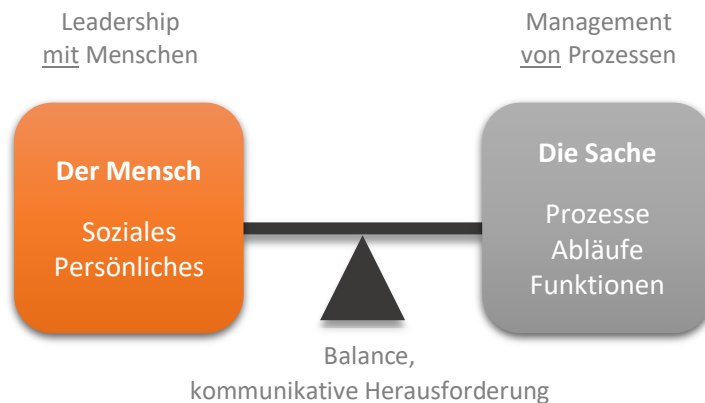 Leadership
mit Menschen
Management
von Prozessen
Der Mensch
Soziales
Persönliches
Die Sache
Prozesse
Abläufe
Funktionen
Balance,
kommunikative Herausforderung